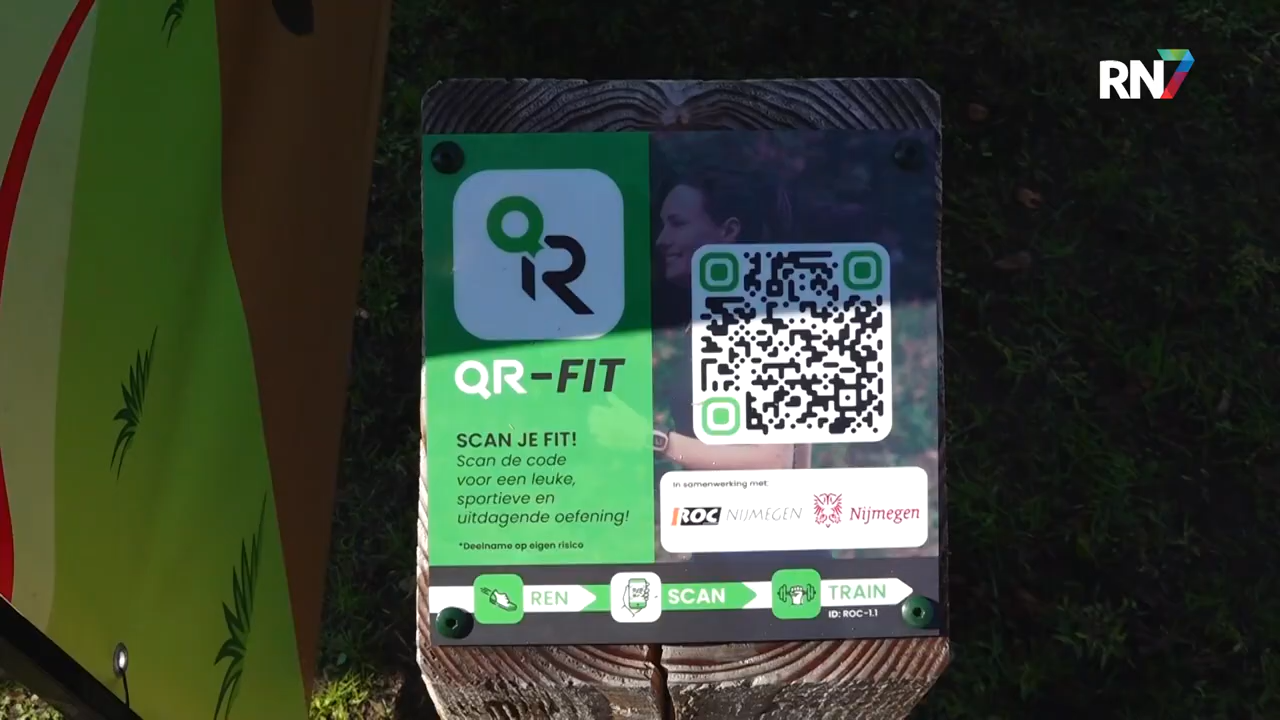 RN7
QR
QR-FIT
SCAN JE FIT!
Scan de code
voor een leuke,
sportieve en
uitdagende oefening!
*Deelname op eigen risico
In samenwerking met
ROC NIJMEGEN
Nijmegen
REN
SCAN
TRAIN
ID: ROC-1.1